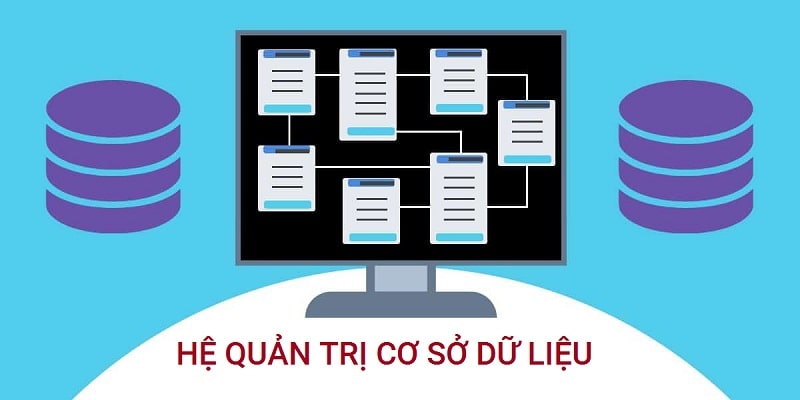 HỆ QUẢN TRỊ CƠ SỞ DỮ LIỆU